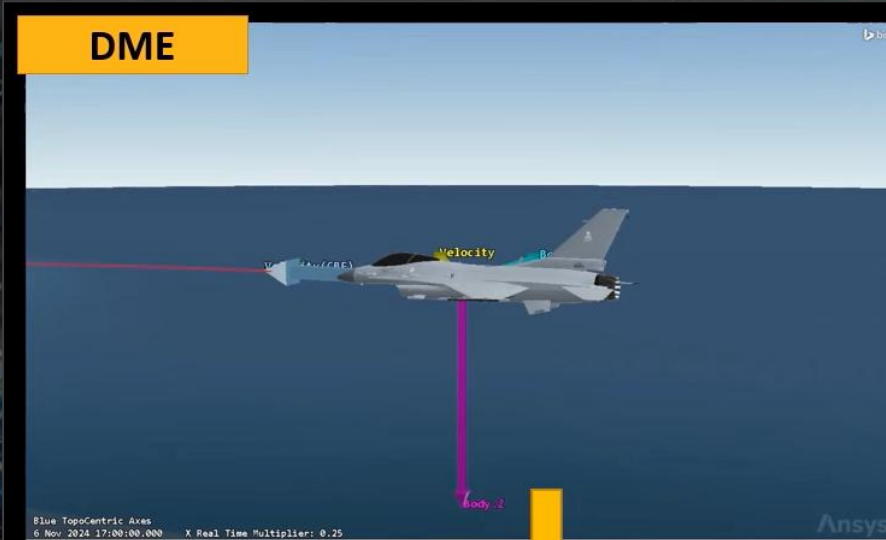 DME
Velocity
Body.Z
Blue TopoCentric Axes
6 Nov 2024 17:00:00.000    X Real Time Multiplier: 0.25
Ansys